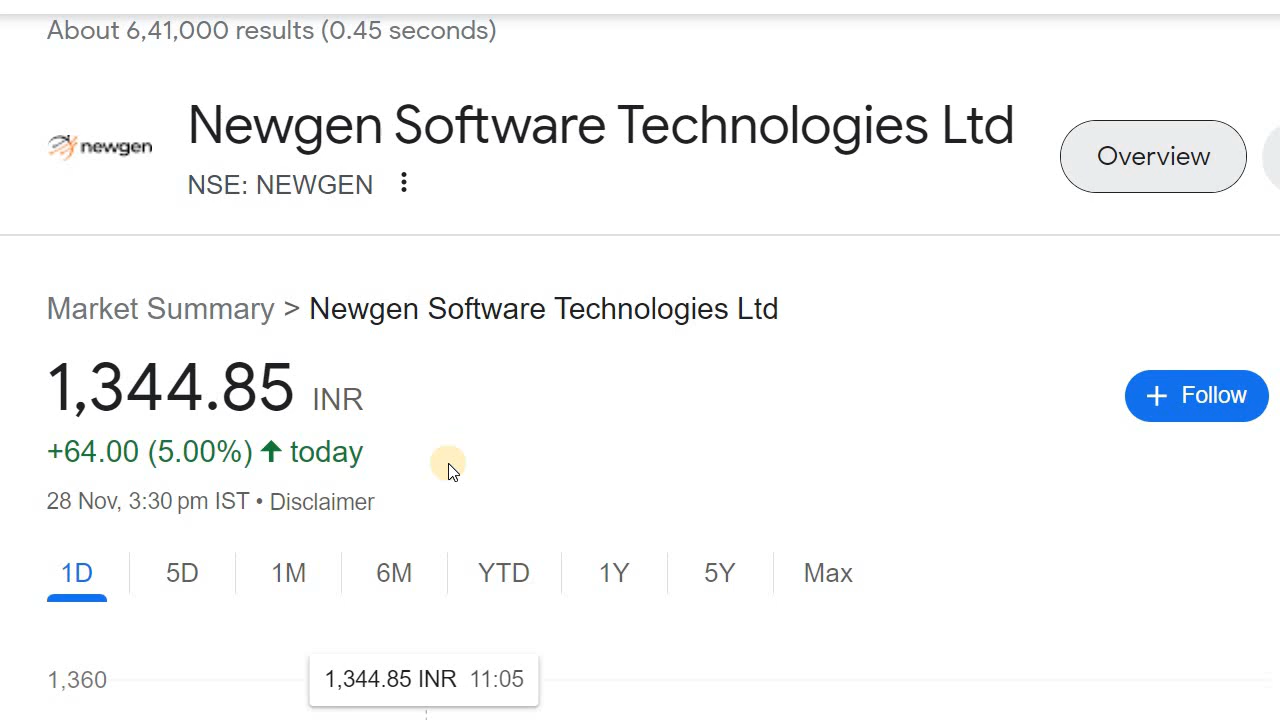 About 6,41,000 results (0.45 seconds)
newgen
Newgen Software Technologies Ltd
NSE: NEWGEN
Overview
Market Summary > Newgen Software Technologies Ltd
1,344.85 INR
+ Follow
+64.00 (5.00%) ↑ today
28 Nov, 3:30 pm IST • Disclaimer
1D 5D 1M 6M YTD 1Y 5Y Max
1,360
1,344.85 INR 11:05